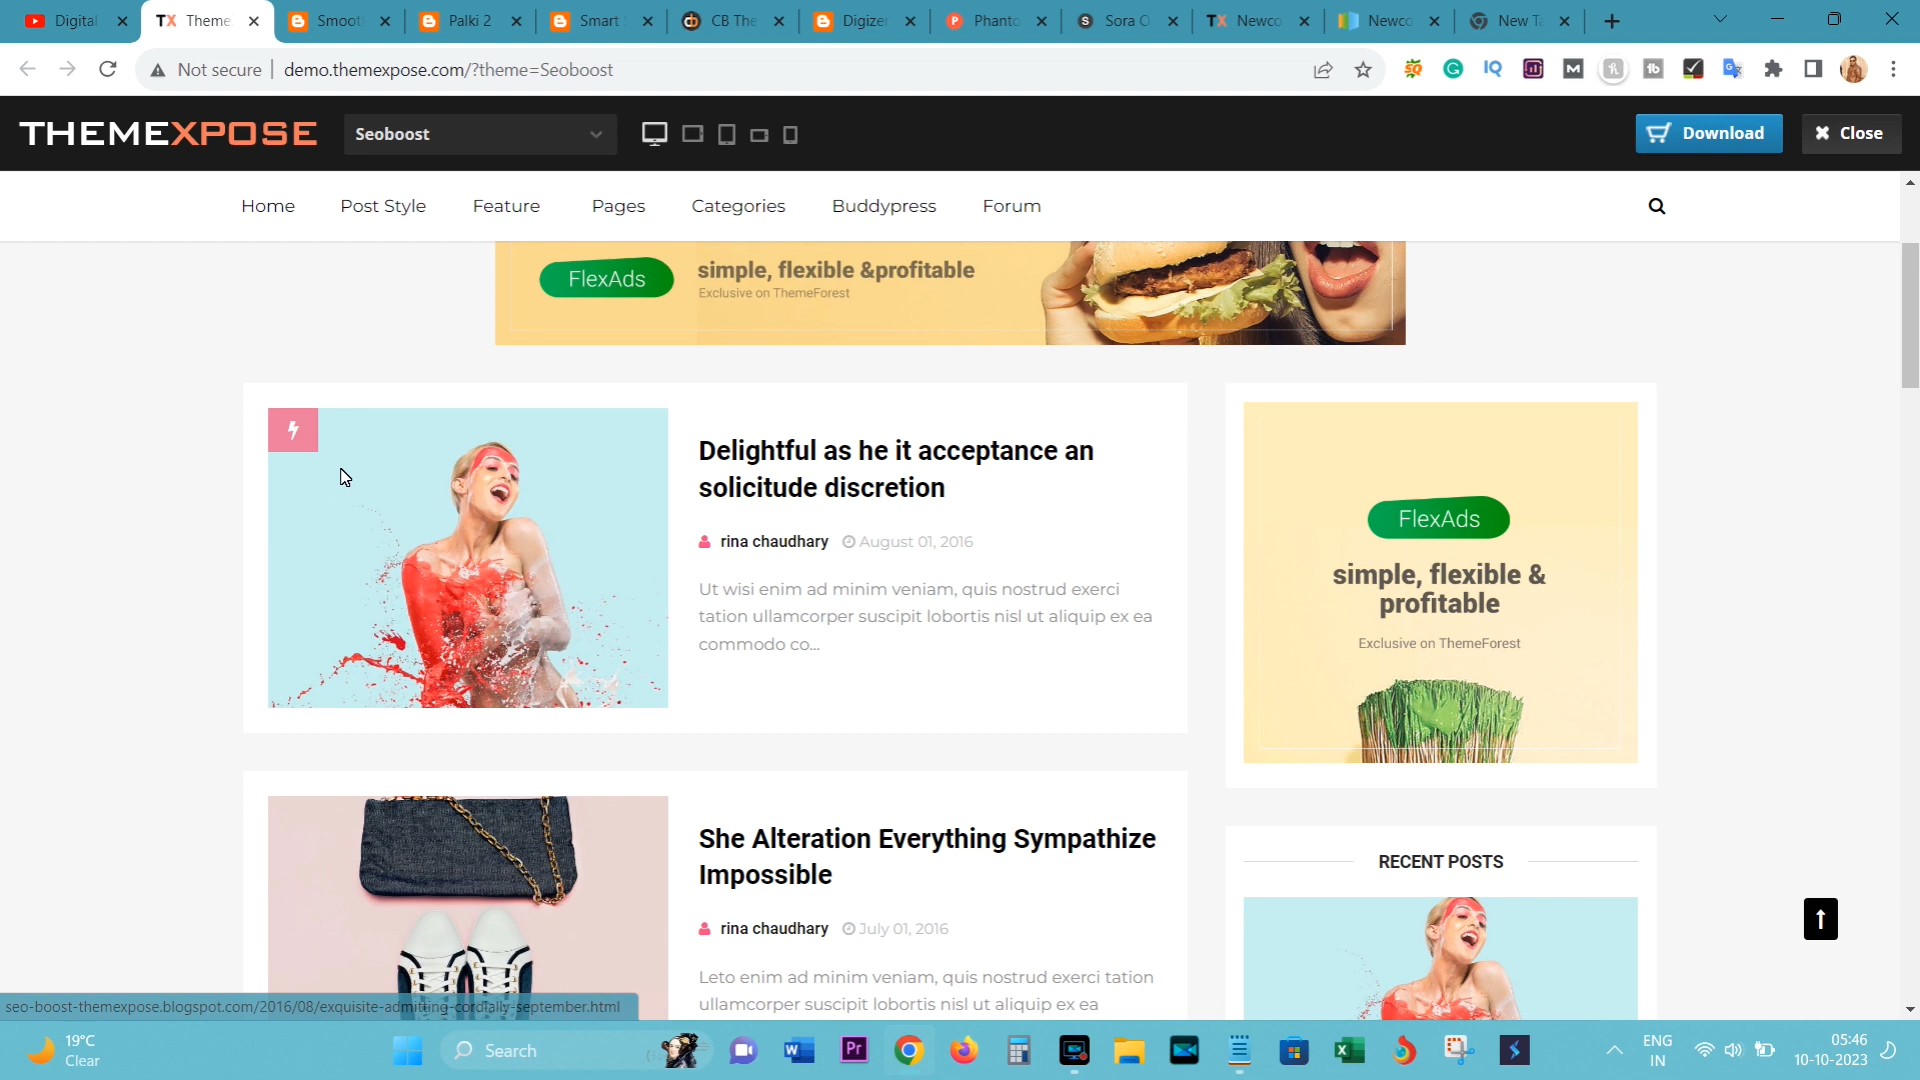 Digital
TX Theme
Smoot
Palki 2
Smart
CB The
Digizer
Phanto
Sora O
TX Newco
Newco
New Ta
Not secure
demo.themexpose.com/?theme=Seoboost
THEMEXPOSE
Seoboost
Download
Close
Home
Post Style
Feature
Pages
Categories
Buddypress
Forum
FlexAds
simple, flexible &profitable
Exclusive on ThemeForest
Delightful as he it acceptance an
solicitude discretion
rina chaudhary
August 01, 2016
Ut wisi enim ad minim veniam, quis nostrud exerci
tation ullamcorper suscipit lobortis nisl ut aliquip ex ea
commodo co...
FlexAds
simple, flexible &
profitable
Exclusive on ThemeForest
She Alteration Everything Sympathize
Impossible
rina chaudhary
July 01, 2016
Leto enim ad minim veniam, quis nostrud exerci tation
ullamcorper suscipit lobortis nisl ut aliquip ex ea
RECENT POSTS
seo-boost-themexpose.blogspot.com/2016/08/exquisite-admitting-cordially-september.html
19°C
Clear
Search
ENG
IN
05:46
10-10-2023